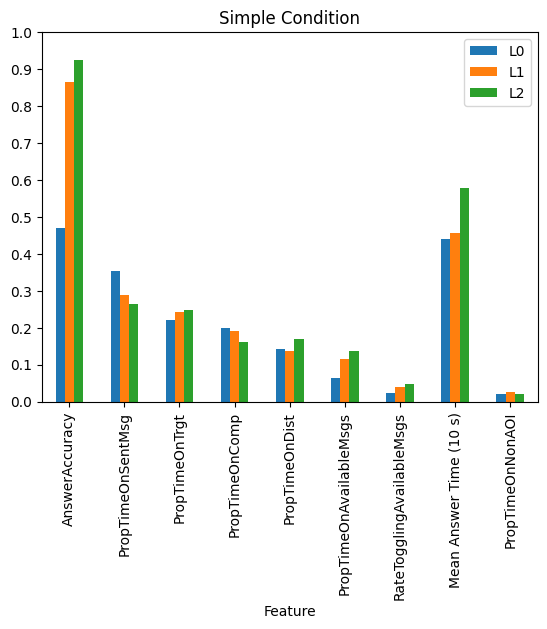 Simple Condition
1.0
0.9
0.8
0.7
0.6
0.5
0.4
0.3
0.2
0.1
0.0
L0
L1
L2
AnswerAccuracy
PropTimeOnSentMsg
PropTimeOnTrgt
PropTimeOnComp
PropTimeOnDist
PropTimeOnAvailableMsgs
RateTogglingAvailableMsgs
Mean Answer Time (10 s)
PropTimeOnNonAOI
Feature